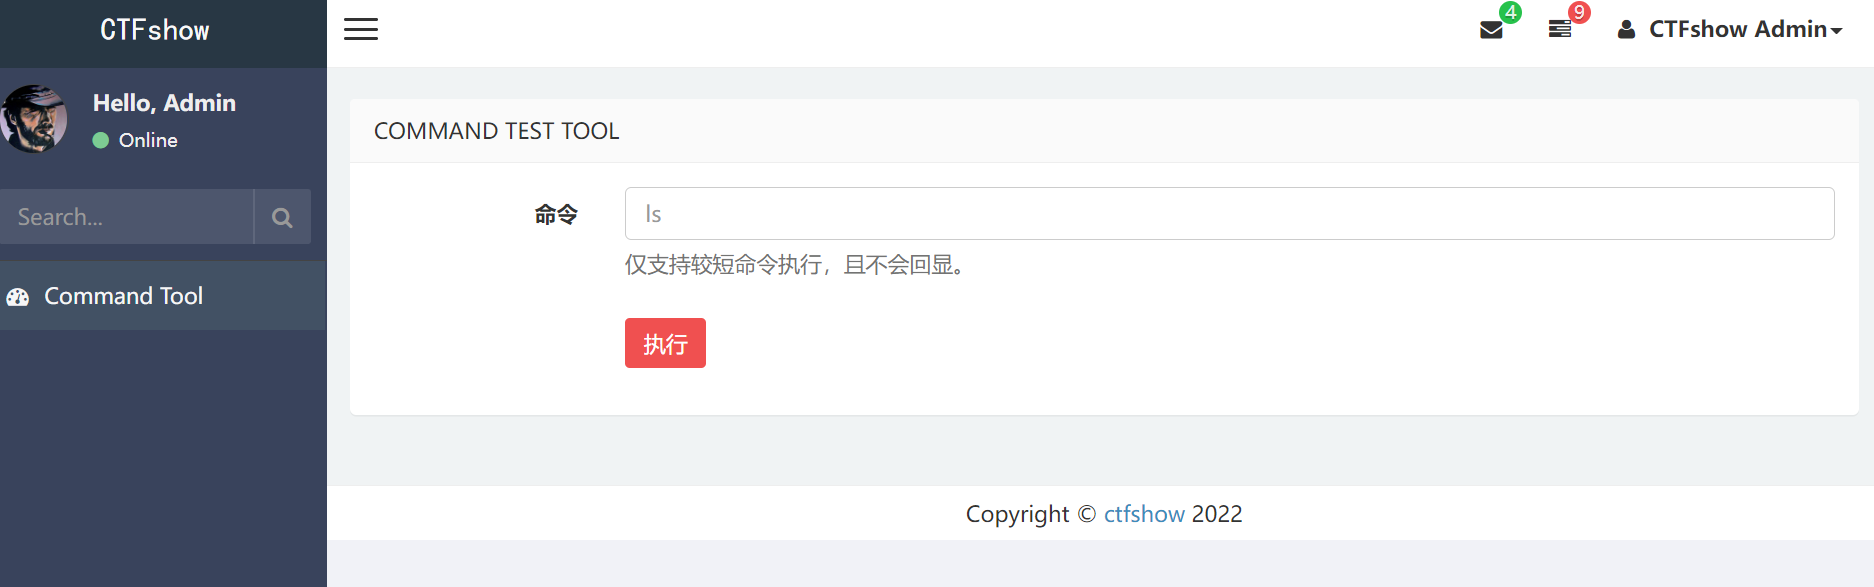 CTFshow
4
9
CTFshow Admin
Hello, Admin
Online
Search...
Command Tool
COMMAND TEST TOOL
命令
ls
仅支持较短命令执行，且不会回显。
执行
Copyright © ctfshow 2022